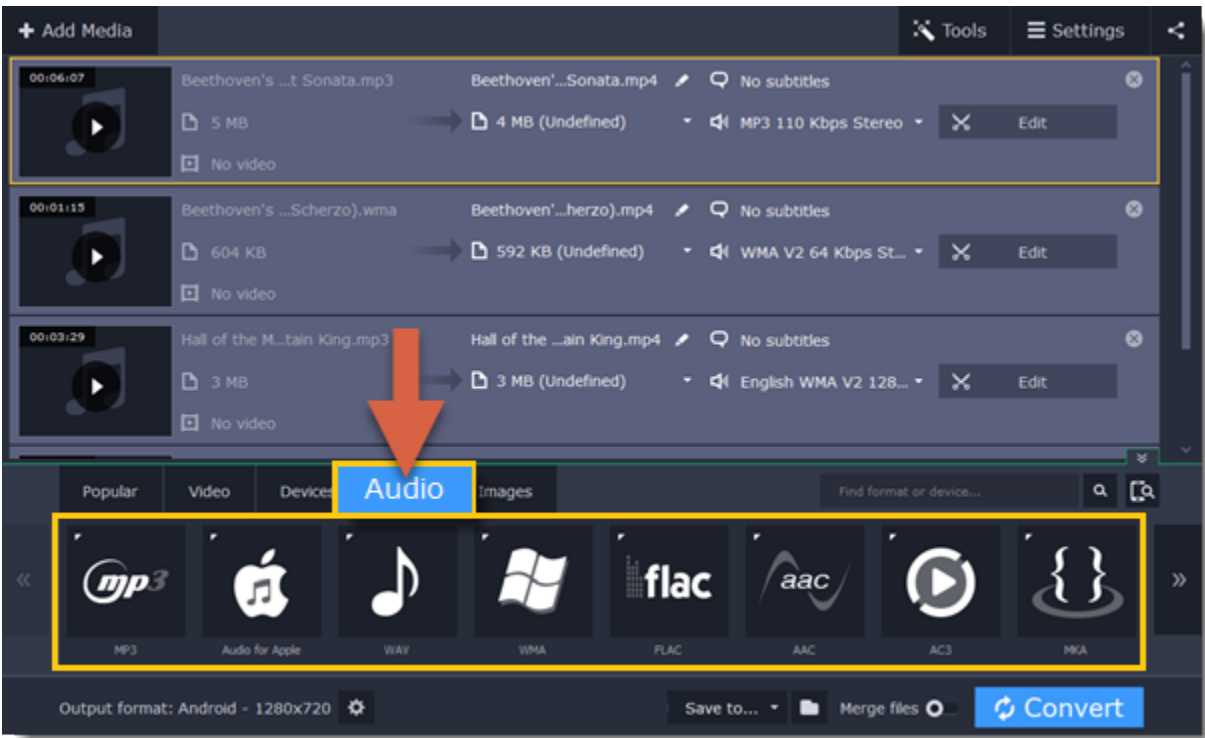 Add Media
Tools
Settings
00:06:07
Beethoven's ...t Sonata.mp3
Beethoven'...Sonata.mp4
No subtitles
5 MB
4 MB (Undefined)
MP3 110 Kbps Stereo
Edit
No video
00:01:15
Beethoven's ...Scherzo).wma
Beethoven'...herzo).mp4
No subtitles
604 KB
592 KB (Undefined)
WMA V2 64 Kbps St...
Edit
No video
00:03:29
Hall of the M...tain King.mp3
Hall of the ...ain King.mp4
No subtitles
3 MB
3 MB (Undefined)
English WMA V2 128...
Edit
No video
Popular
Video
Devices
Audio
Images
Find format or device...
mp3
flac
aac
{ }
MP3
Audio for Apple
WAV
WMA
FLAC
AAC
AC3
MKA
Output format: Android - 1280x720
Save to...
Merge files
Convert